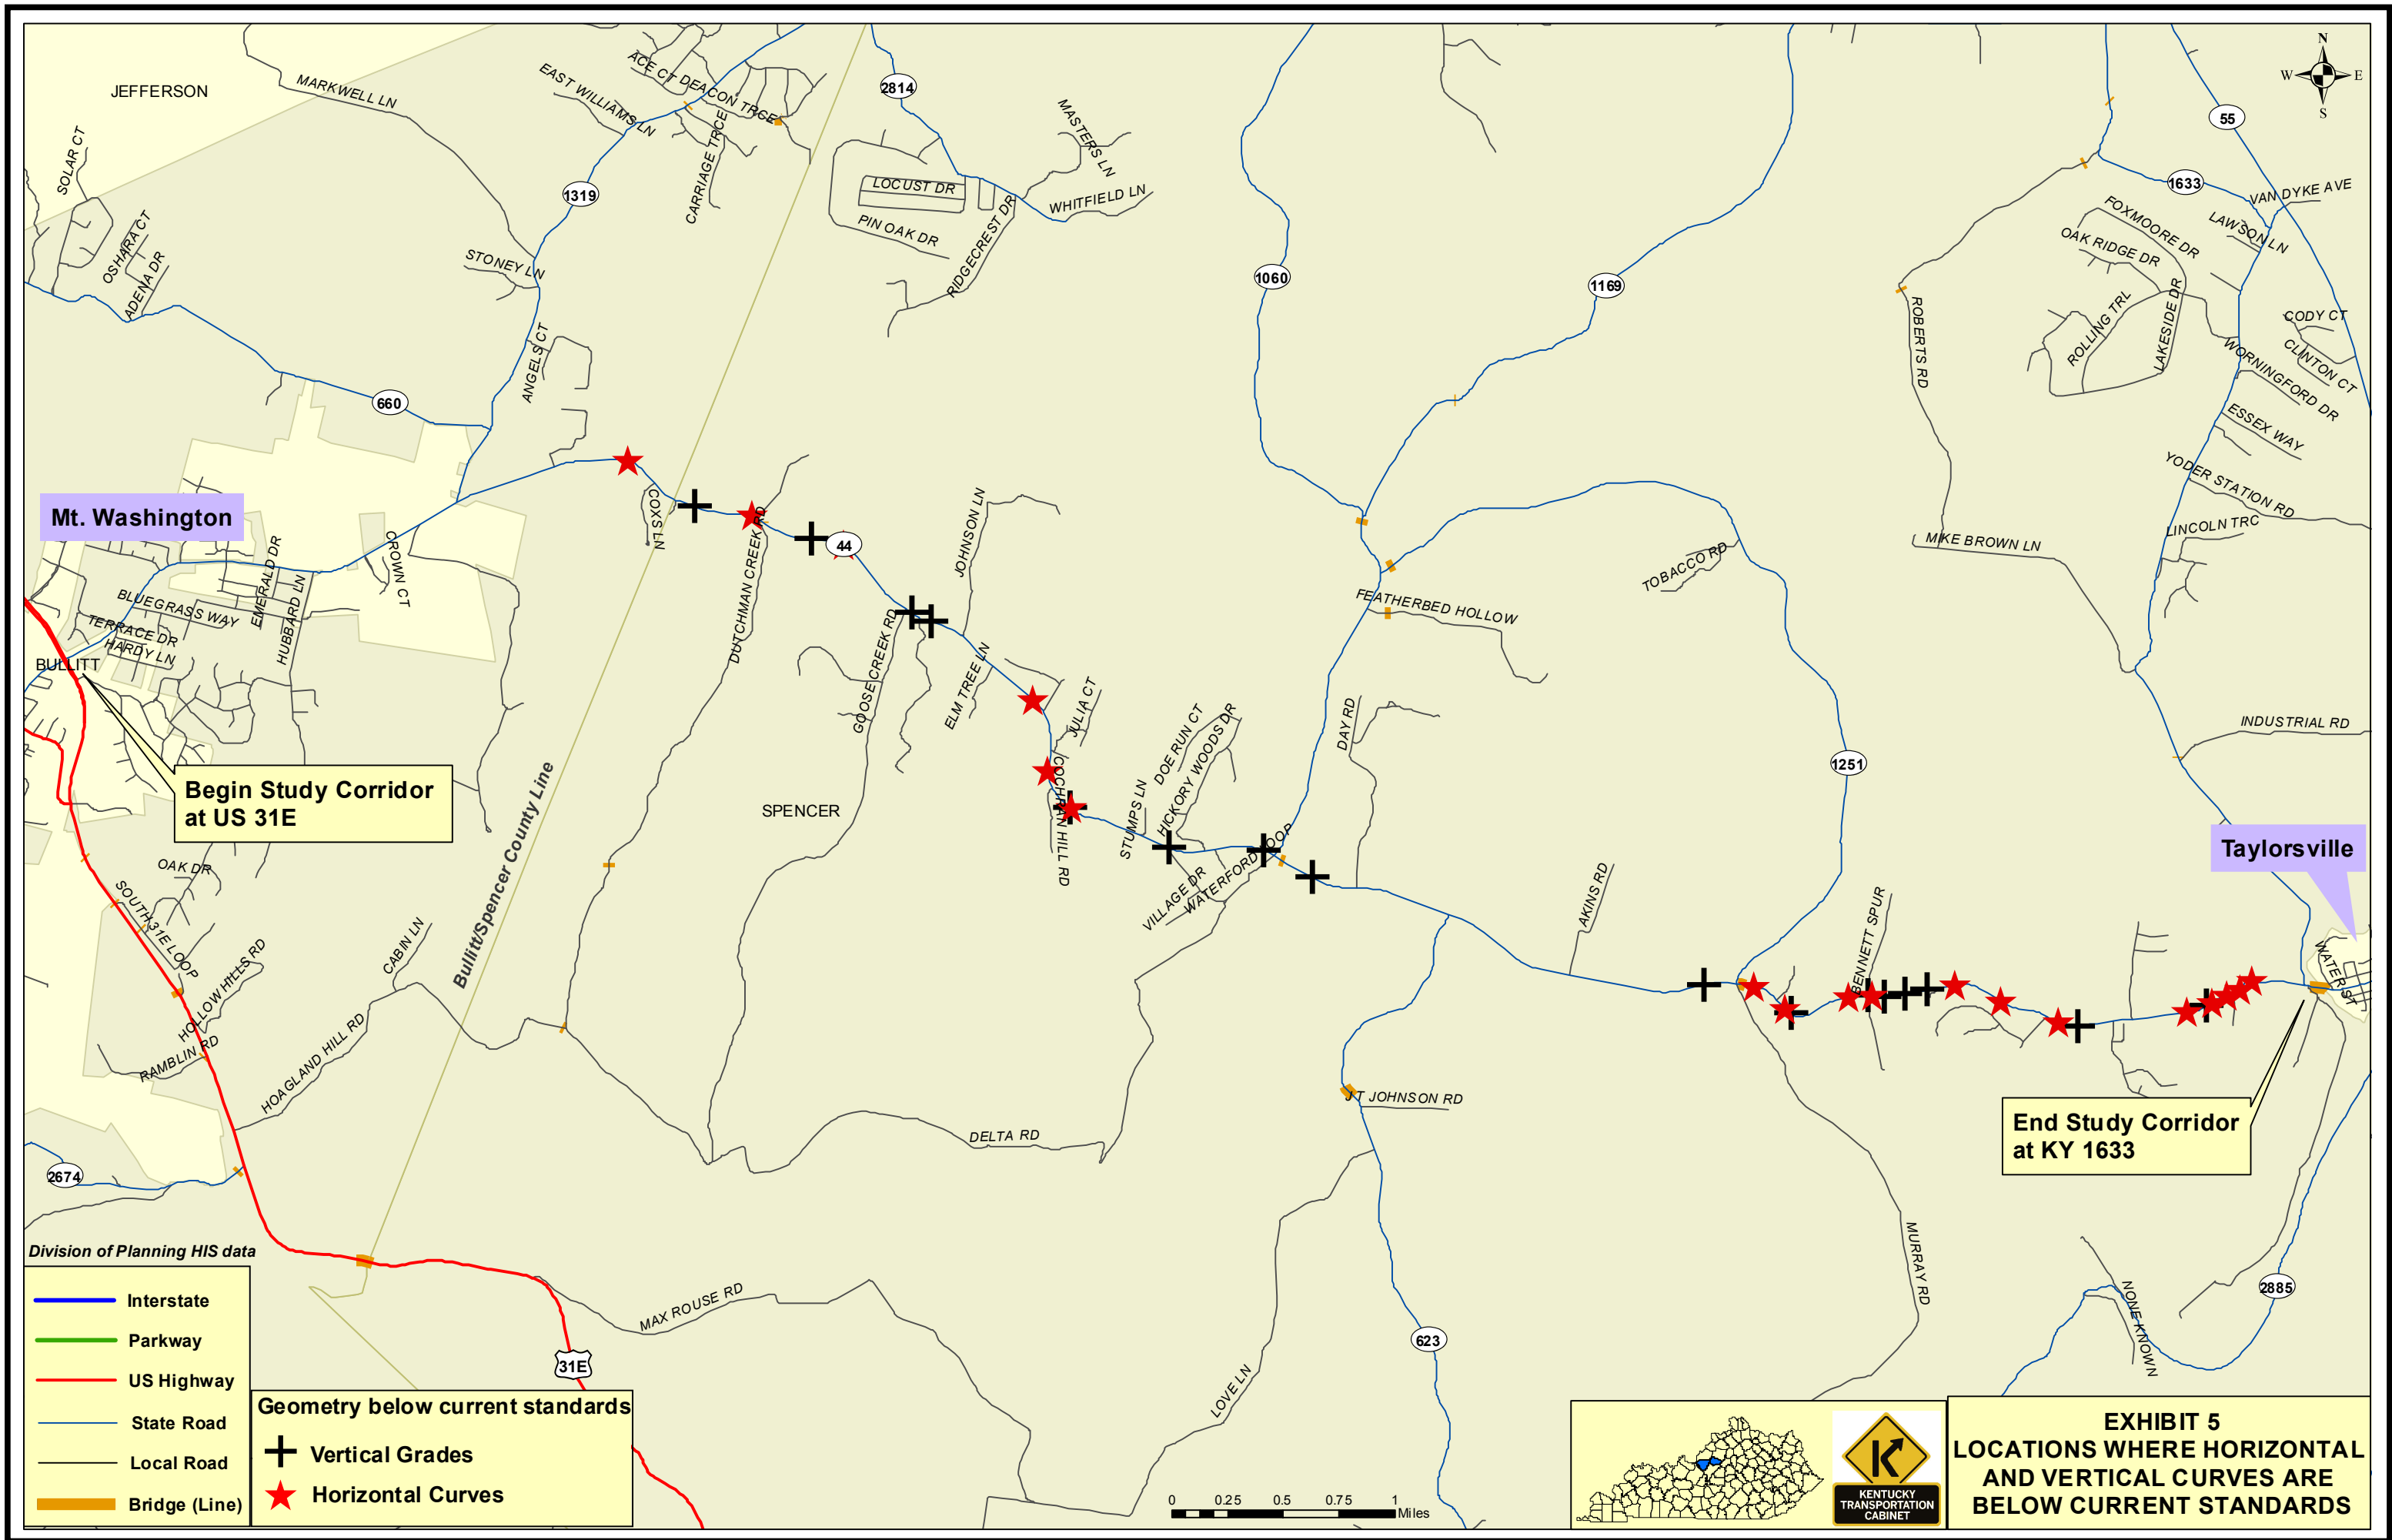 JEFFERSON
MARKWELL LN
SOLAR CT
OSHARA CT
ADENA DR
EAST WILLIAMS LN
ACE CT
DEACON TRCE
CARRIAGE TRCE
1319
STONEY LN
ANGELS CT
660
2814
LOCUST DR
PIN OAK DR
RIDGECREST DR
MASTERS LN
WHITFIELD LN
1060
1169
N
W
E
S
55
1633
VAN DYKE AVE
LAWSON LN
FOXMOORE DR
OAK RIDGE DR
ROLLING TRL
LAKESIDE DR
CODY CT
CLINTON CT
WORNINGFORD DR
ESSEX WAY
YODER STATION RD
LINCOLN TRC
ROBERTS RD
MIKE BROWN LN
INDUSTRIAL RD
Mt. Washington
CROWN CT
EMERALD DR
HUBBARD LN
BLUEGRASS WAY
TERRACE DR
HARDY LN
BULLITT
COXS LN
DUTCHMAN CREEK RD
44
JOHNSON LN
GOOSE CREEK RD
ELM TREE LN
JULIA CT
COCHRAN HILL RD
SPENCER
STUMPS LN
DOE RUN CT
HICKORY WOODS DR
VILLAGE DR
WATERFORD LOOP
DAY RD
FEATHERBED HOLLOW
TOBACCO RD
1251
AKINS RD
BENNETT SPUR
Taylorsville
WATER ST
Begin Study Corridor
at US 31E
Bullitt/Spencer County Line
OAK DR
SOUTH 31E LOOP
HOLLOW HILLS RD
RAMBLIN RD
CABIN LN
HOAGLAND HILL RD
2674
DELTA RD
J T JOHNSON RD
End Study Corridor
at KY 1633
MURRAY RD
NONE KNOWN
2885
623
LOVE LN
MAX ROUSE RD
31E
Division of Planning HIS data
Interstate
Parkway
US Highway
State Road
Local Road
Bridge (Line)
Geometry below current standards
Vertical Grades
Horizontal Curves
0 0.25 0.5 0.75 1
Miles
KENTUCKY
TRANSPORTATION
CABINET
EXHIBIT 5
LOCATIONS WHERE HORIZONTAL
AND VERTICAL CURVES ARE
BELOW CURRENT STANDARDS